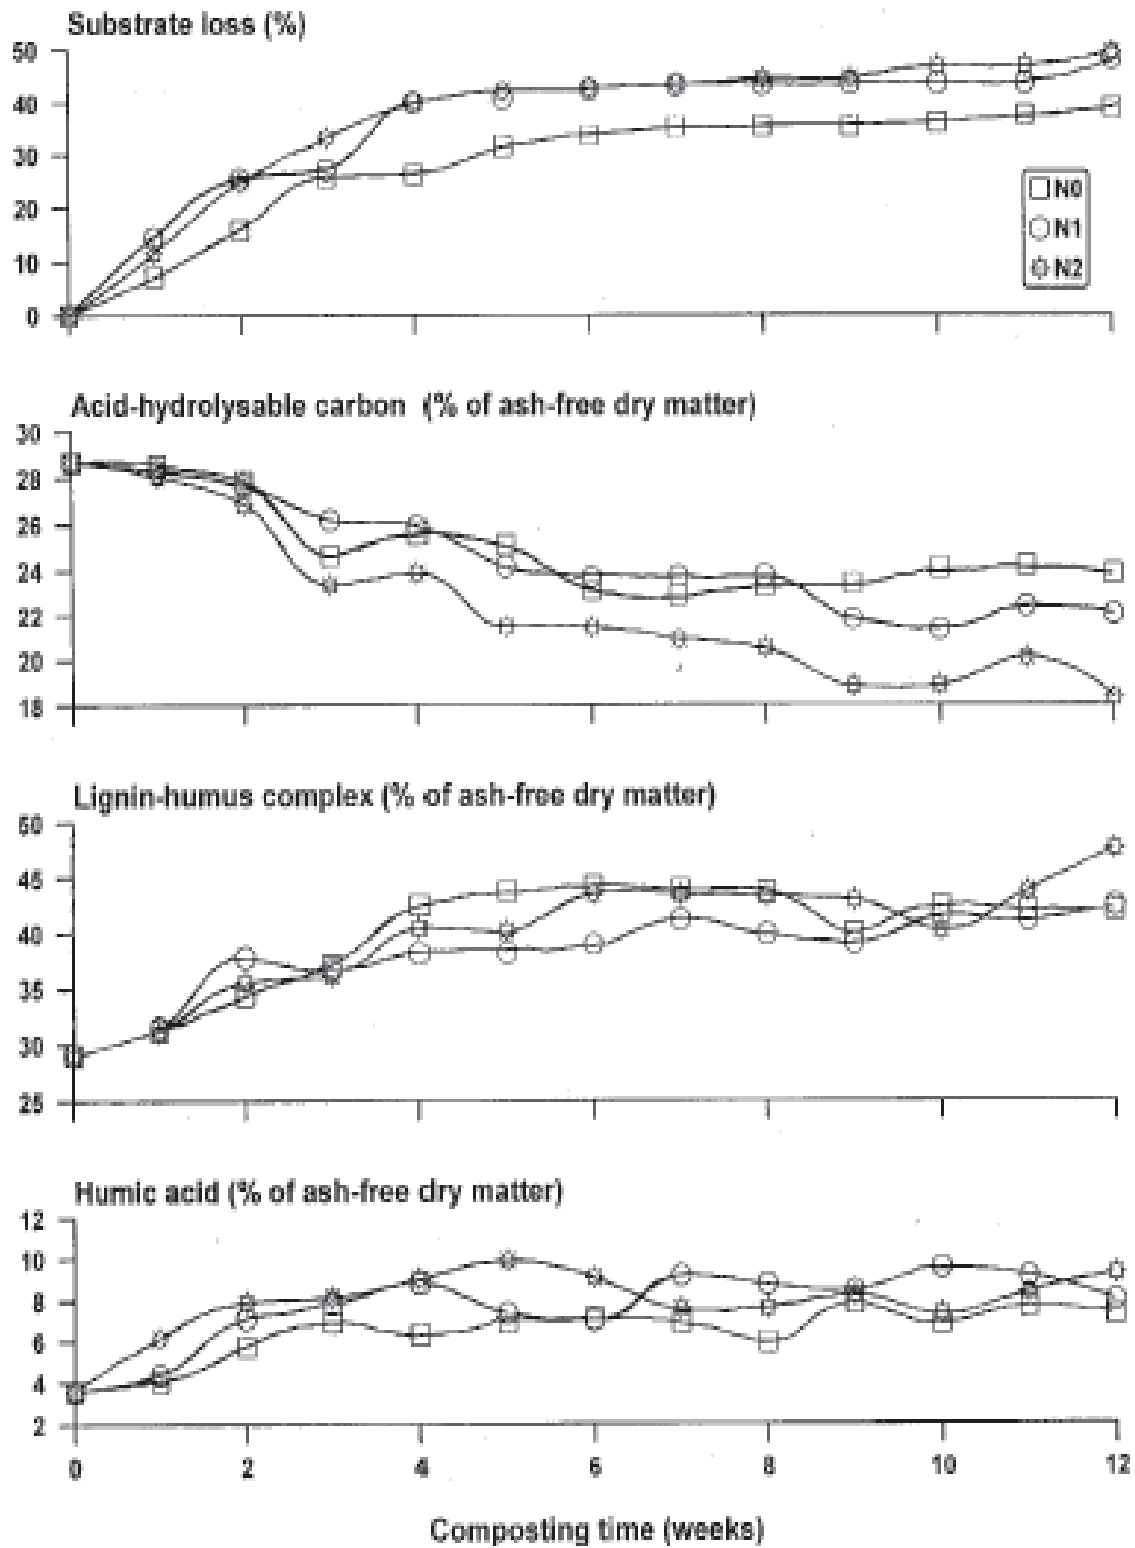 Substrate loss (%)
50
40
30
20
10
0
N0
N1
N2
Acid-hydrolysable carbon (% of ash-free dry matter)
30
28
26
24
22
20
18
Lignin-humus complex (% of ash-free dry matter)
50
45
40
35
30
25
Humic acid (% of ash-free dry matter)
12
10
8
6
4
2
0 2 4 6 8 10 12
Composting time (weeks)